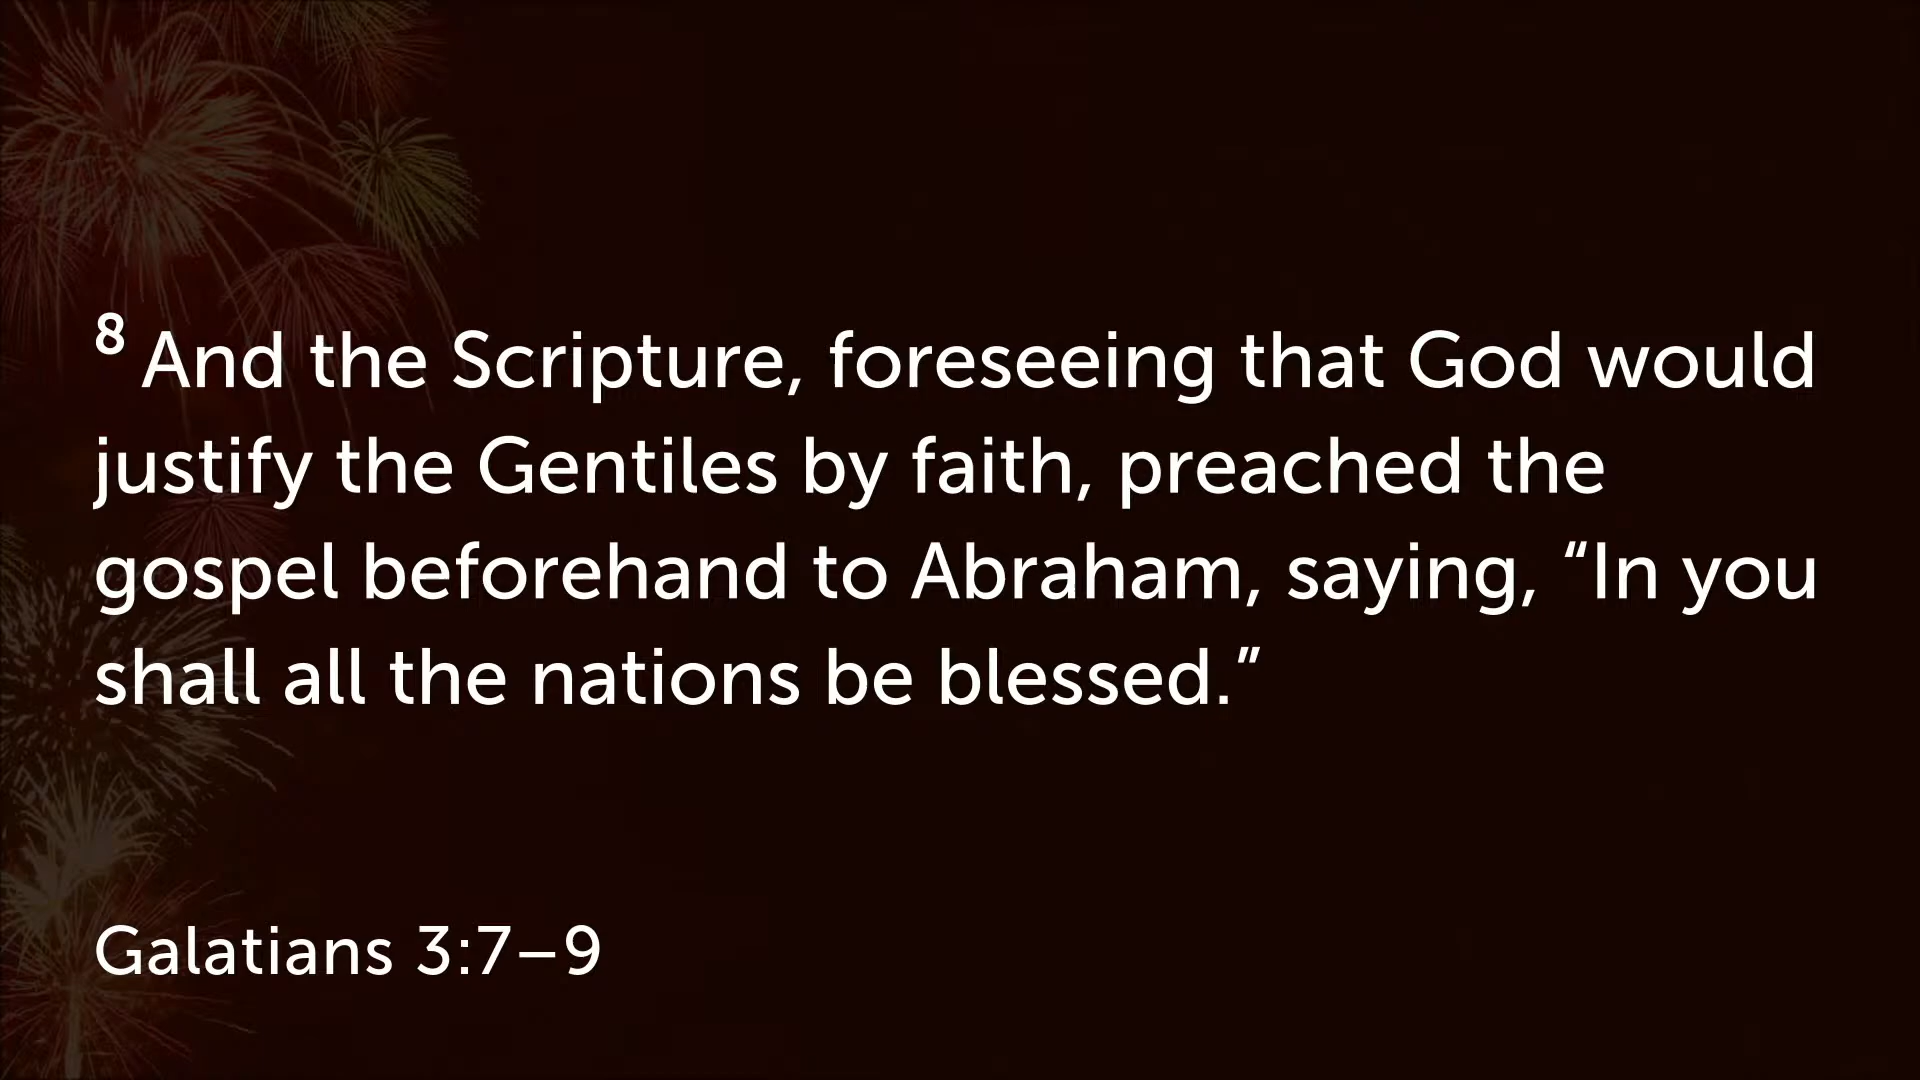 8 And the Scripture, foreseeing that God would
justify the Gentiles by faith, preached the
gospel beforehand to Abraham, saying, “In you
shall all the nations be blessed.”
Galatians 3:7–9